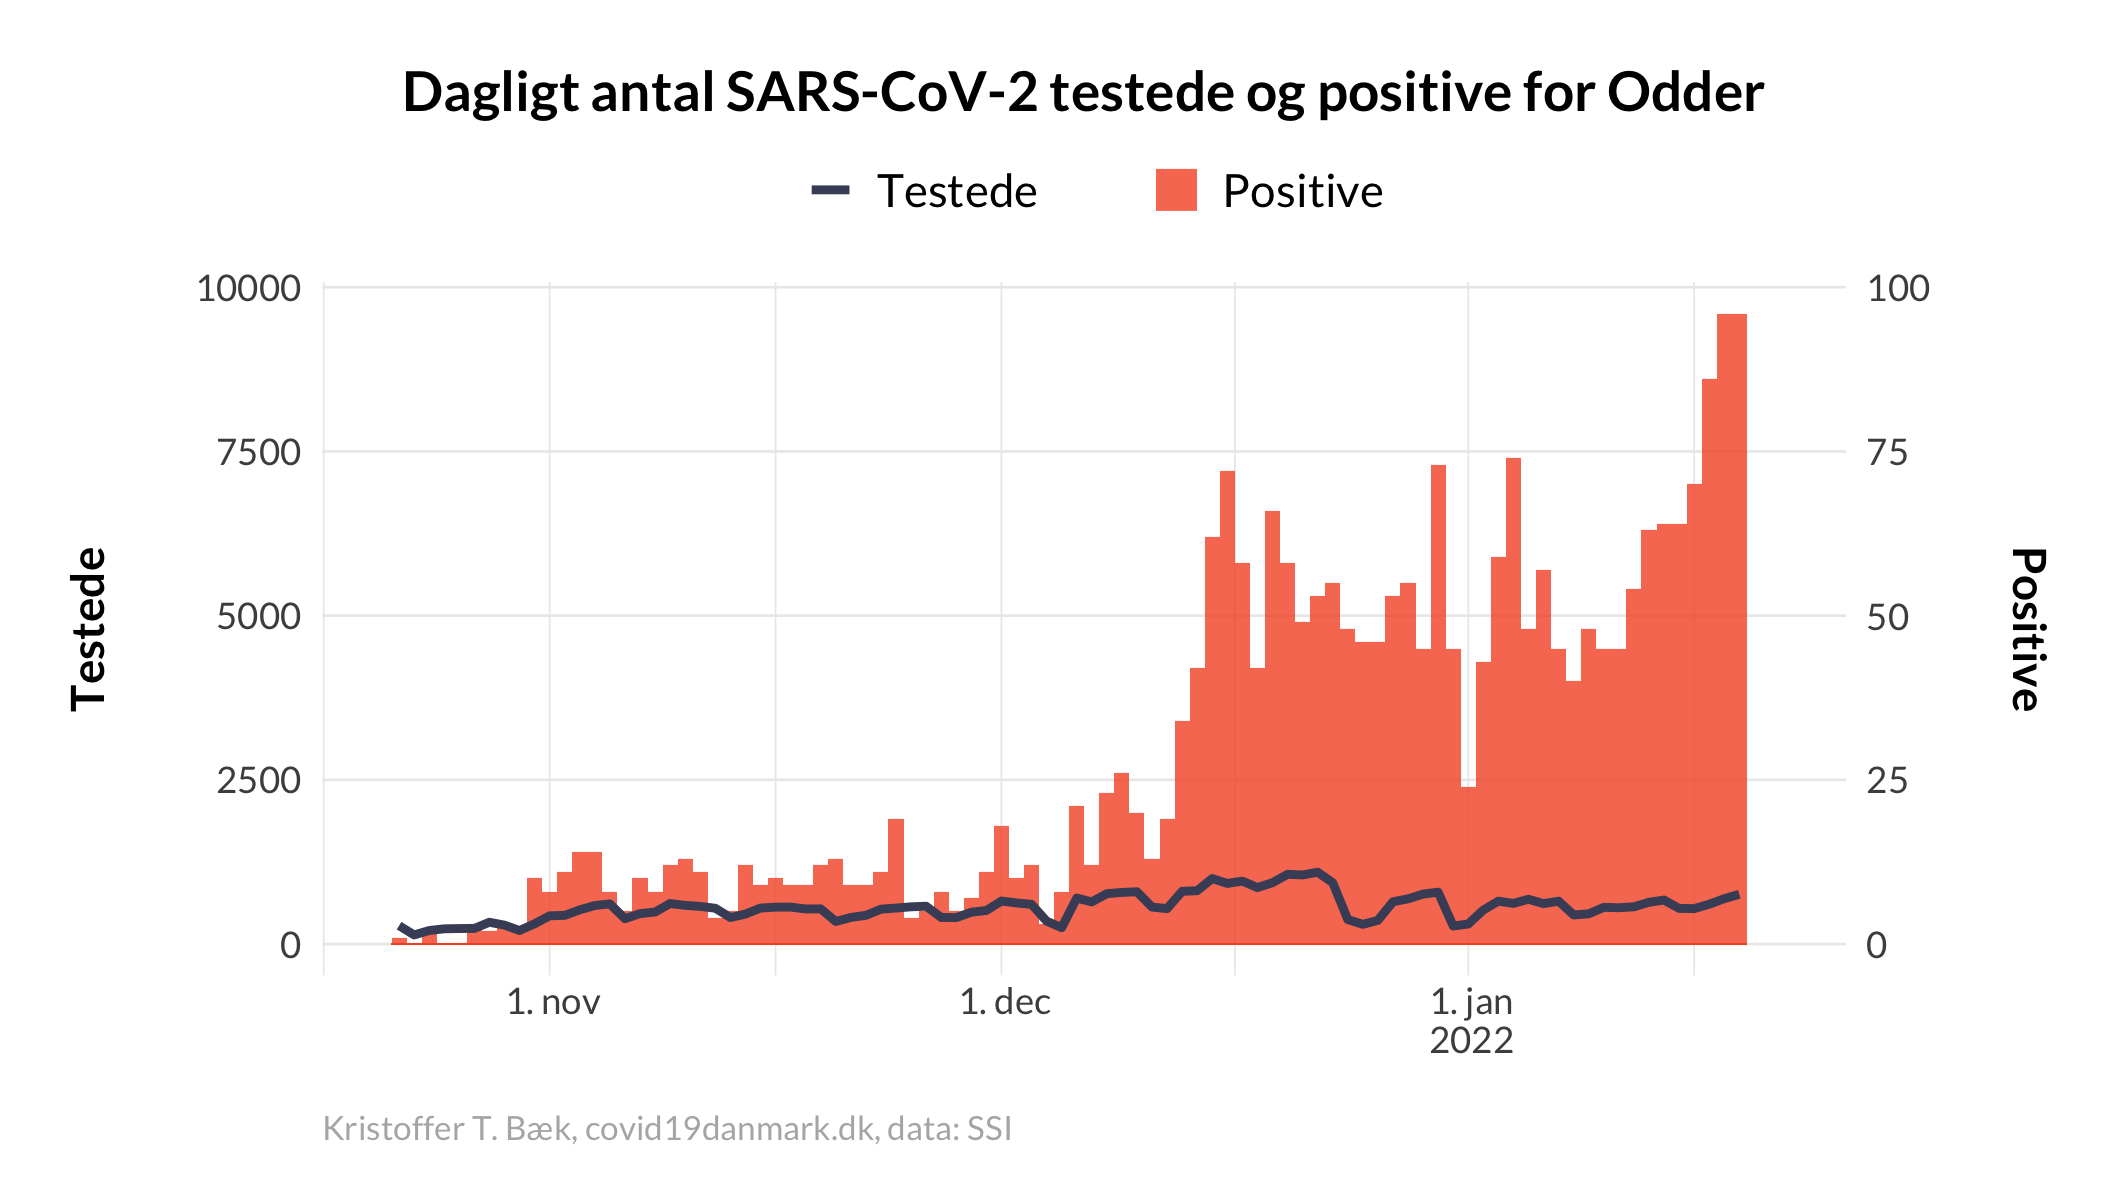 Dagligt antal SARS-CoV-2 testede og positive for Odder
Testede
Positive
10000
7500
5000
2500
0
Testede
100
75
50
25
0
Positive
1. nov
1. dec
1. jan
2022
Kristoffer T. Bæk, covid19danmark.dk, data: SSI